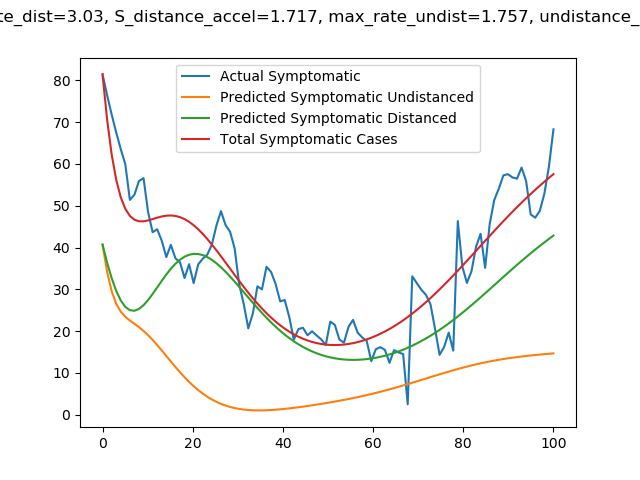 te_dist=3.03, S_distance_accel=1.717, max_rate_undist=1.757, undistance_
Actual Symptomatic
Predicted Symptomatic Undistanced
Predicted Symptomatic Distanced
Total Symptomatic Cases
80
70
60
50
40
30
20
10
0
0 20 40 60 80 100